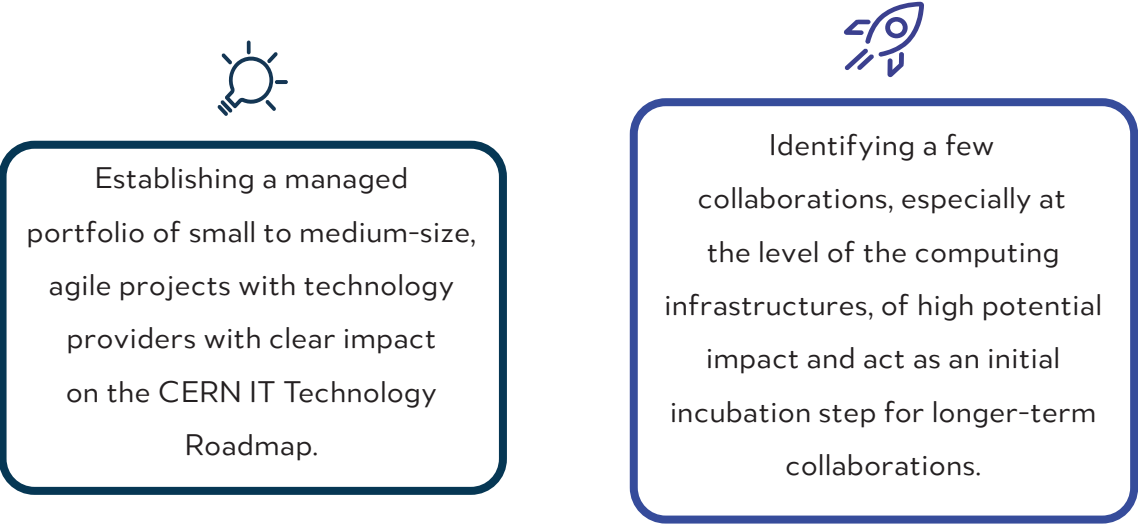 Establishing a managed
portfolio of small to medium-size,
agile projects with technology
providers with clear impact
on the CERN IT Technology
Roadmap.
Identifying a few
collaborations, especially at
the level of the computing
infrastructures, of high potential
impact and act as an initial
incubation step for longer-term
collaborations.